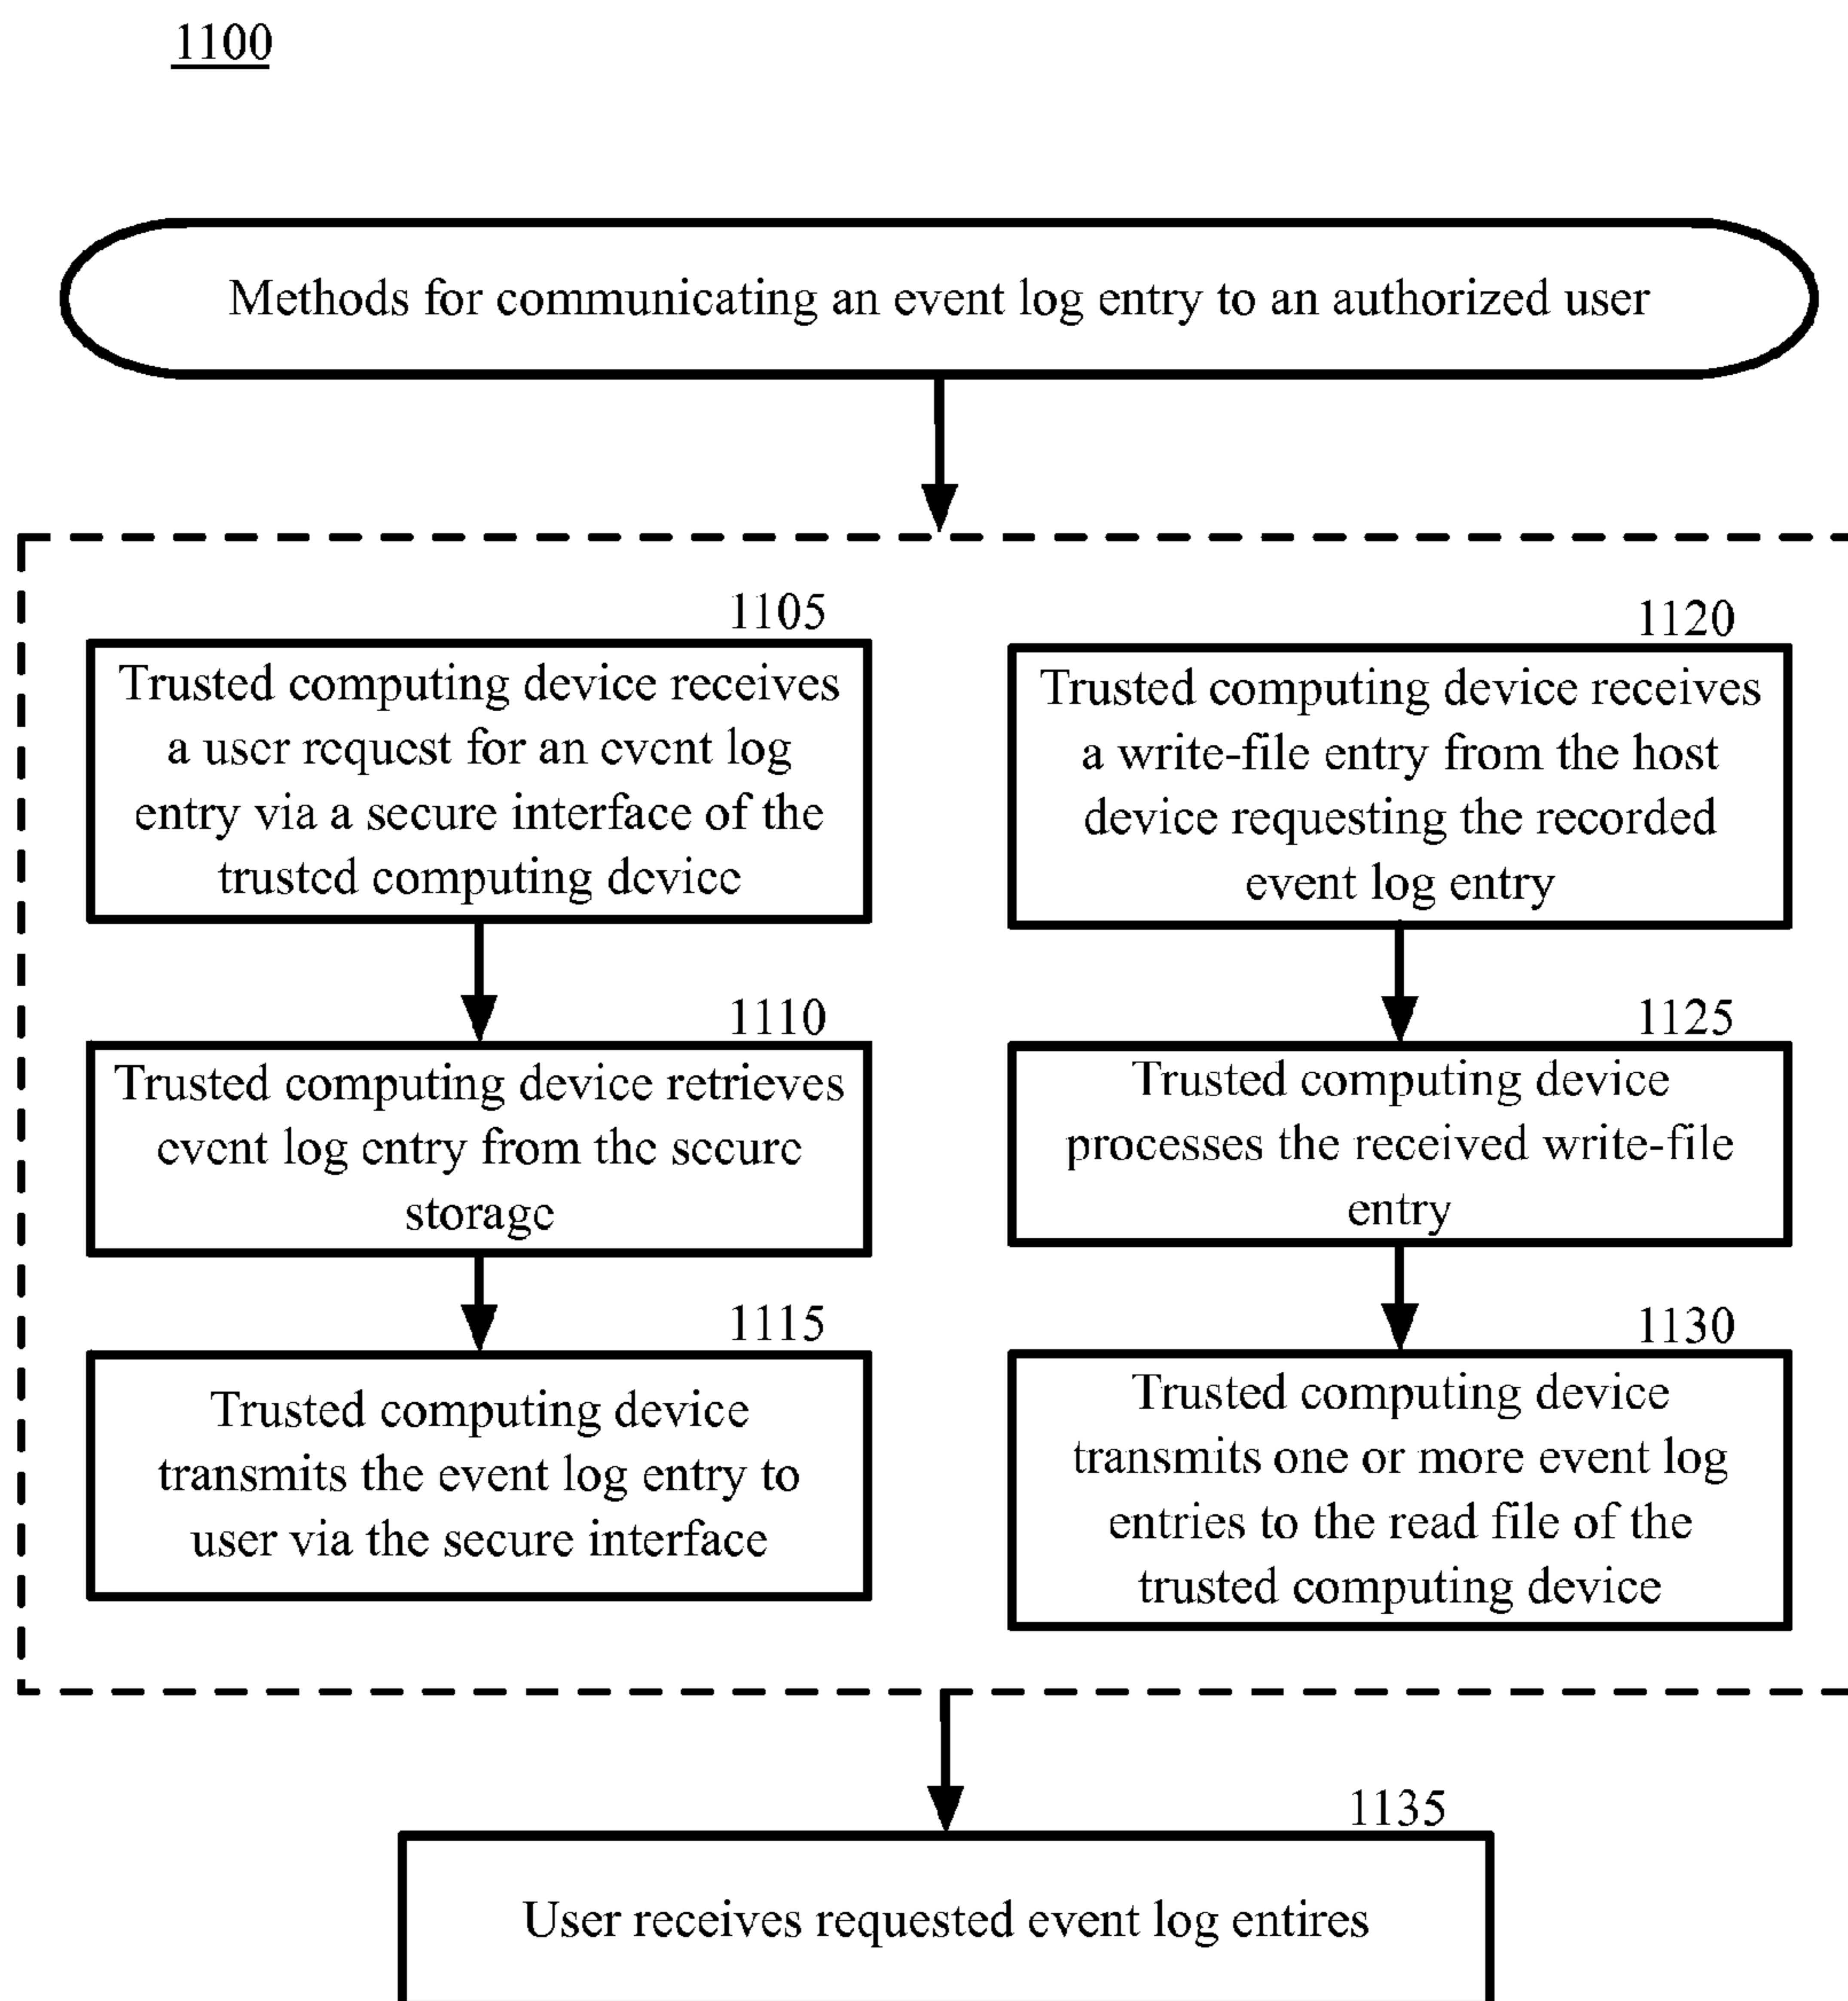 1100
Methods for communicating an event log entry to an authorized user
1105
Trusted computing device receives
a user request for an event log
entry via a secure interface of the
trusted computing device
1110
Trusted computing device retrieves
event log entry from the secure
storage
1115
Trusted computing device
transmits the event log entry to
user via the secure interface
1120
Trusted computing device receives
a write-file entry from the host
device requesting the recorded
event log entry
1125
Trusted computing device
processes the received write-file
entry
1130
Trusted computing device
transmits one or more event log
entries to the read file of the
trusted computing device
1135
User receives requested event log entires